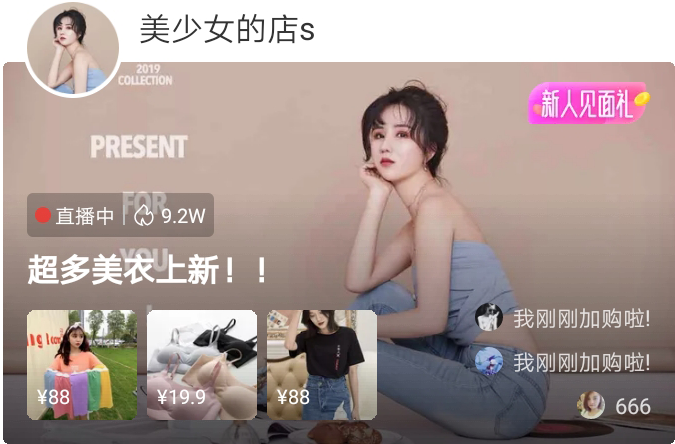 美少女的店s
2019
COLLECTION
新人见面礼
PRESENT
FOR
直播中 9.2W
YOU
超多美衣上新！！
我刚刚加购啦!
我刚刚加购啦!
¥88
¥19.9
¥88
666